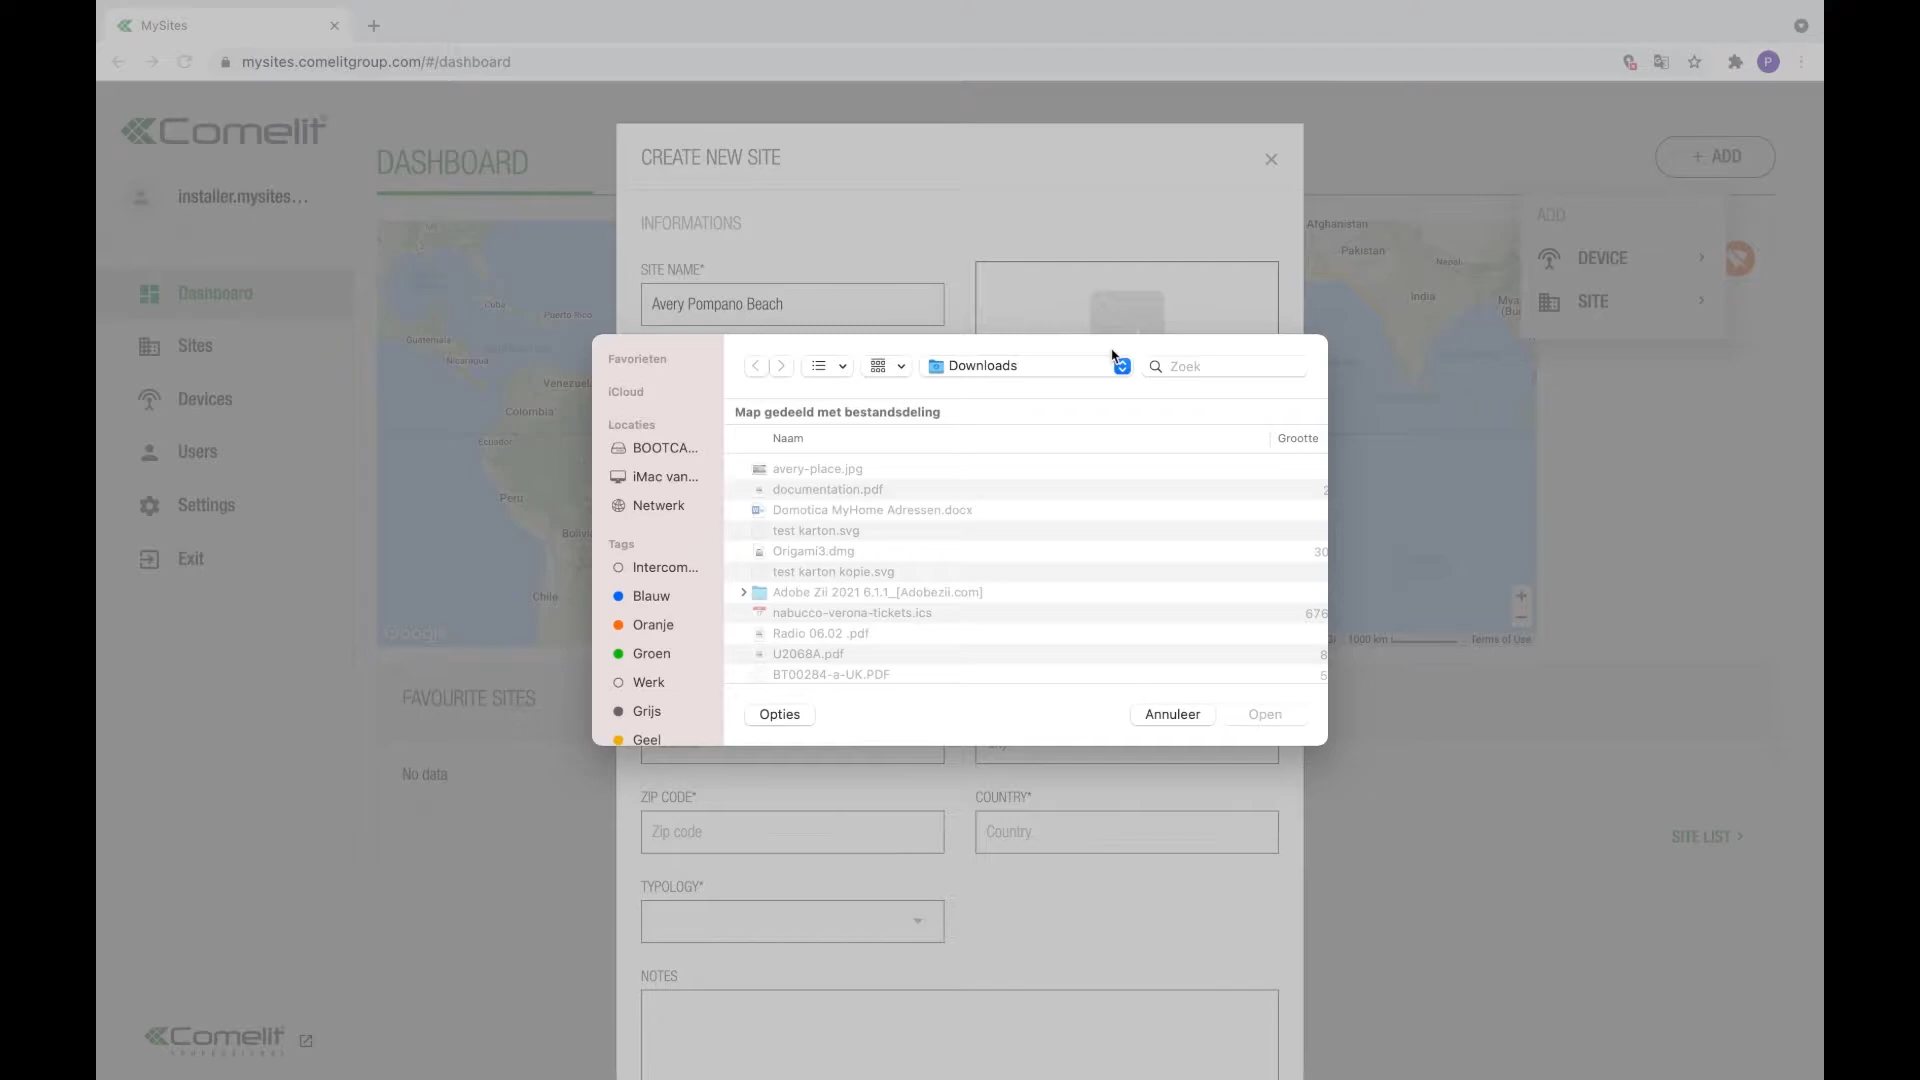 MySites
mysites.comelitgroup.com/#/dashboard
P
Comelit
DASHBOARD
+ ADD
installer.mysites...
Dashboard
Sites
Devices
Users
Settings
Exit
Comelit
CREATE NEW SITE
INFORMATIONS
SITE NAME*
Avery Pompano Beach
Cuba
Puerto Rico
Guatemala
Nicaragua
Venezuela
Colombia
Ecuador
Peru
Chile
Google
Afghanistan
Pakistan
Nepal
India
1000 km
Terms of Use
ADD
DEVICE
SITE
Favorieten
iCloud
Locaties
BOOTCA...
iMac van...
Netwerk
Tags
Intercom...
Blauw
Oranje
Groen
Werk
Grijs
Geel
Downloads
Zoek
Map gedeeld met bestandsdeling
Naam
Grootte
avery-place.jpg
documentation.pdf
2
Domotica MyHome Adressen.docx
test karton.svg
Origami3.dmg
30
test karton kopie.svg
Adobe Zii 2021 6.1.1_[Adobezii.com]
nabucco-verona-tickets.ics
676
Radio 06.02 .pdf
U2068A.pdf
8
BT00284-a-UK.PDF
5
Opties
Annuleer
Open
FAVOURITE SITES
No data
SITE LIST >
ZIP CODE*
Zip code
COUNTRY*
Country
TYPOLOGY*
NOTES